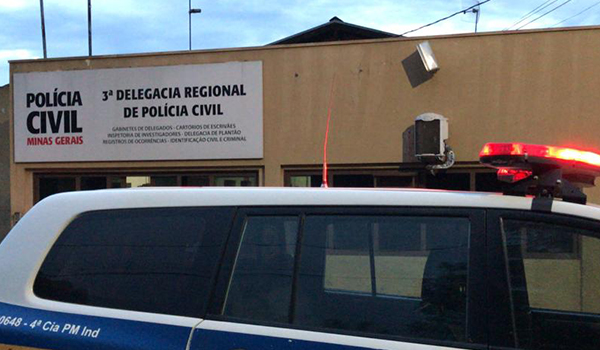 POLÍCIA
CIVIL
MINAS GERAIS
3ª DELEGACIA REGIONAL
DE POLÍCIA CIVIL
GABINETES DE DELEGADOS - CARTÓRIOS DE ESCRIVÃES
INSPETORIA DE INVESTIGADORES - DELEGACIA DE PLANTÃO
REGISTROS DE OCORRÊNCIAS - IDENTIFICAÇÃO CIVIL E CRIMINAL
0648 - 4ª Cia PM Ind